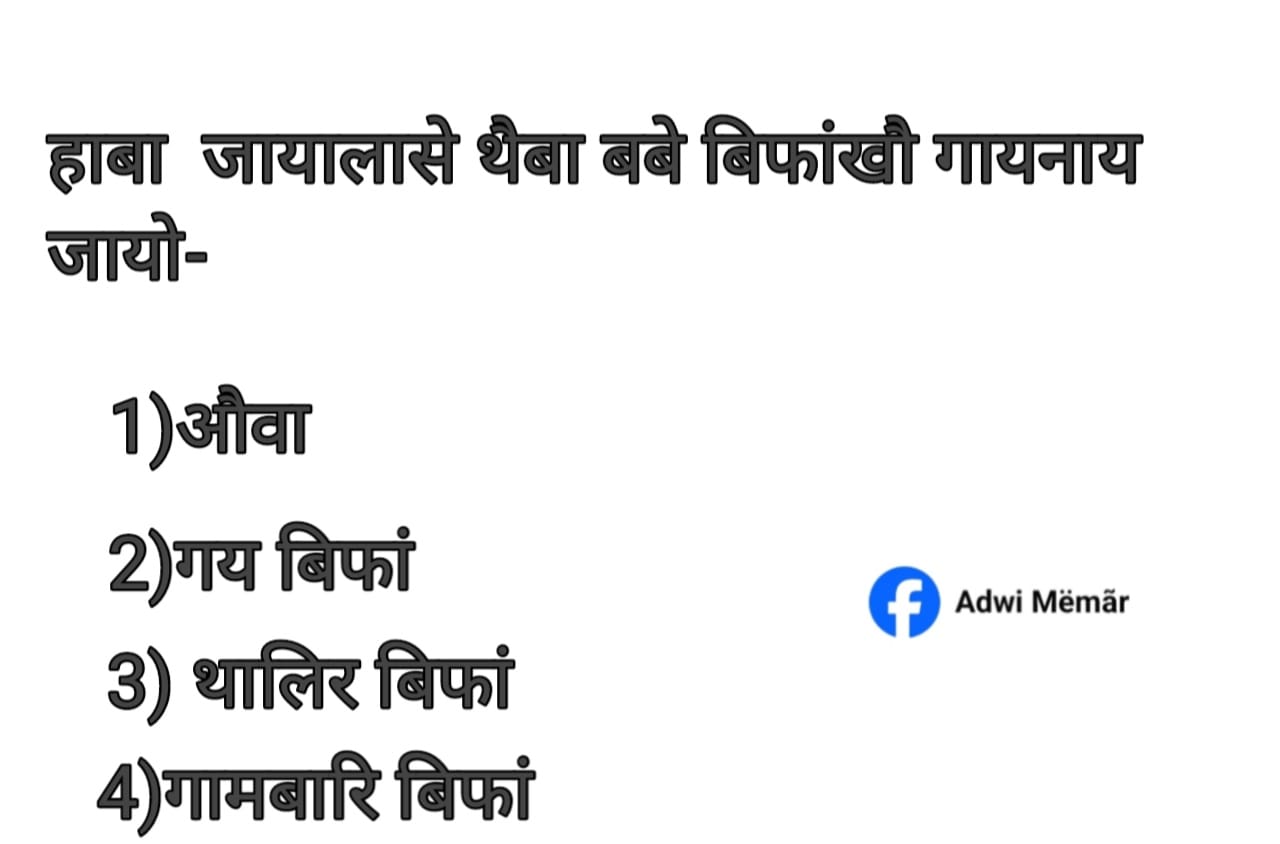 हाबा जायालासे थैबा बबे बिफांखौ गायनाय
जायो-
1)औवा
2)गय बिफां
3) थालिर बिफां
4)गामबारि बिफां
Adwi Mëmãr